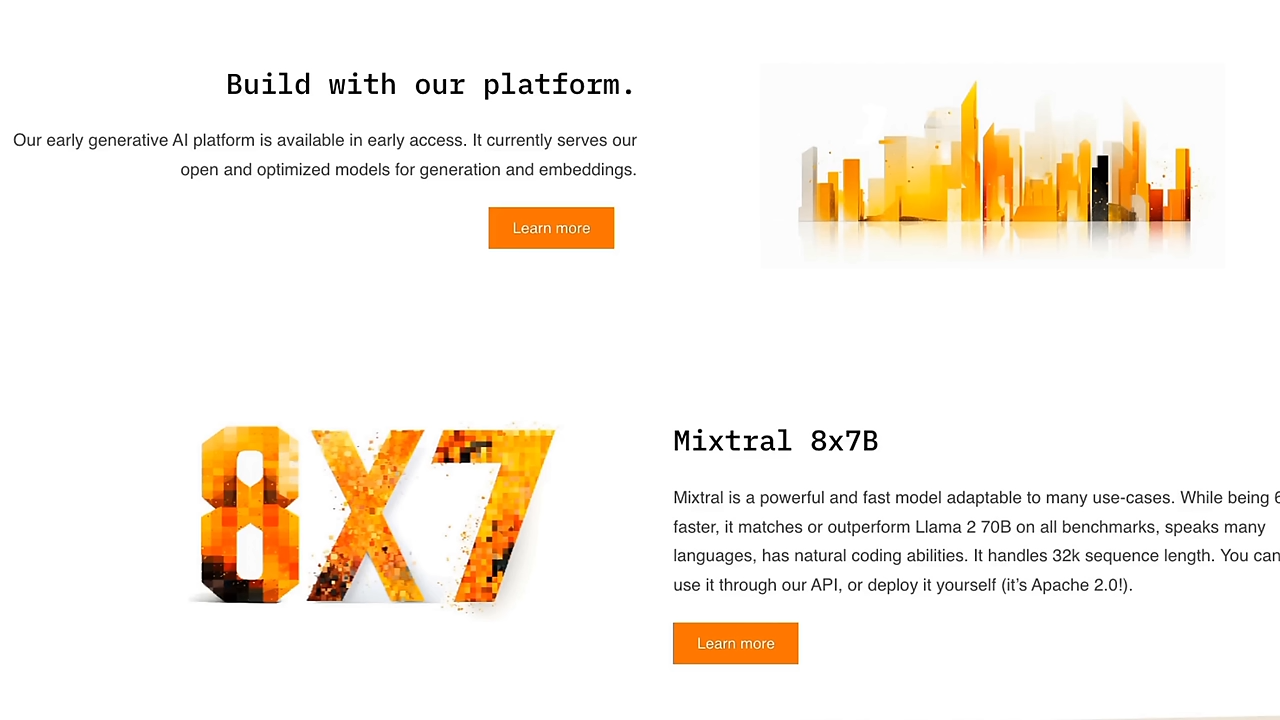 Build with our platform.
Our early generative AI platform is available in early access. It currently serves our
open and optimized models for generation and embeddings.
Learn more
8X7
Mixtral 8x7B
Mixtral is a powerful and fast model adaptable to many use-cases. While being 6
faster, it matches or outperform Llama 2 70B on all benchmarks, speaks many
languages, has natural coding abilities. It handles 32k sequence length. You can
use it through our API, or deploy it yourself (it’s Apache 2.0!).
Learn more